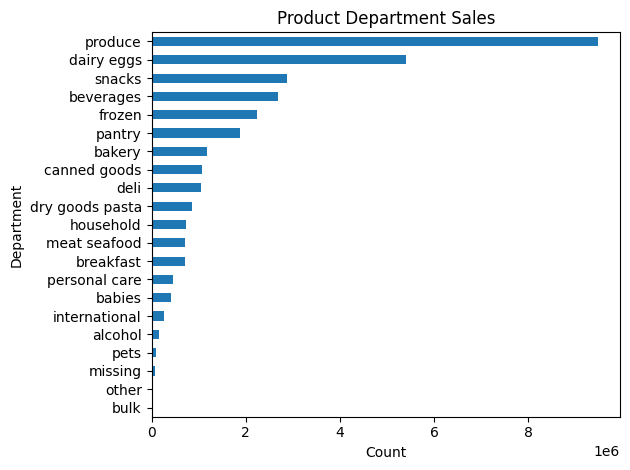 Product Department Sales
produce
dairy eggs
snacks
beverages
frozen
pantry
bakery
canned goods
deli
dry goods pasta
household
meat seafood
breakfast
personal care
babies
international
alcohol
pets
missing
other
bulk
Department
0 2 4 6 8
1e6
Count